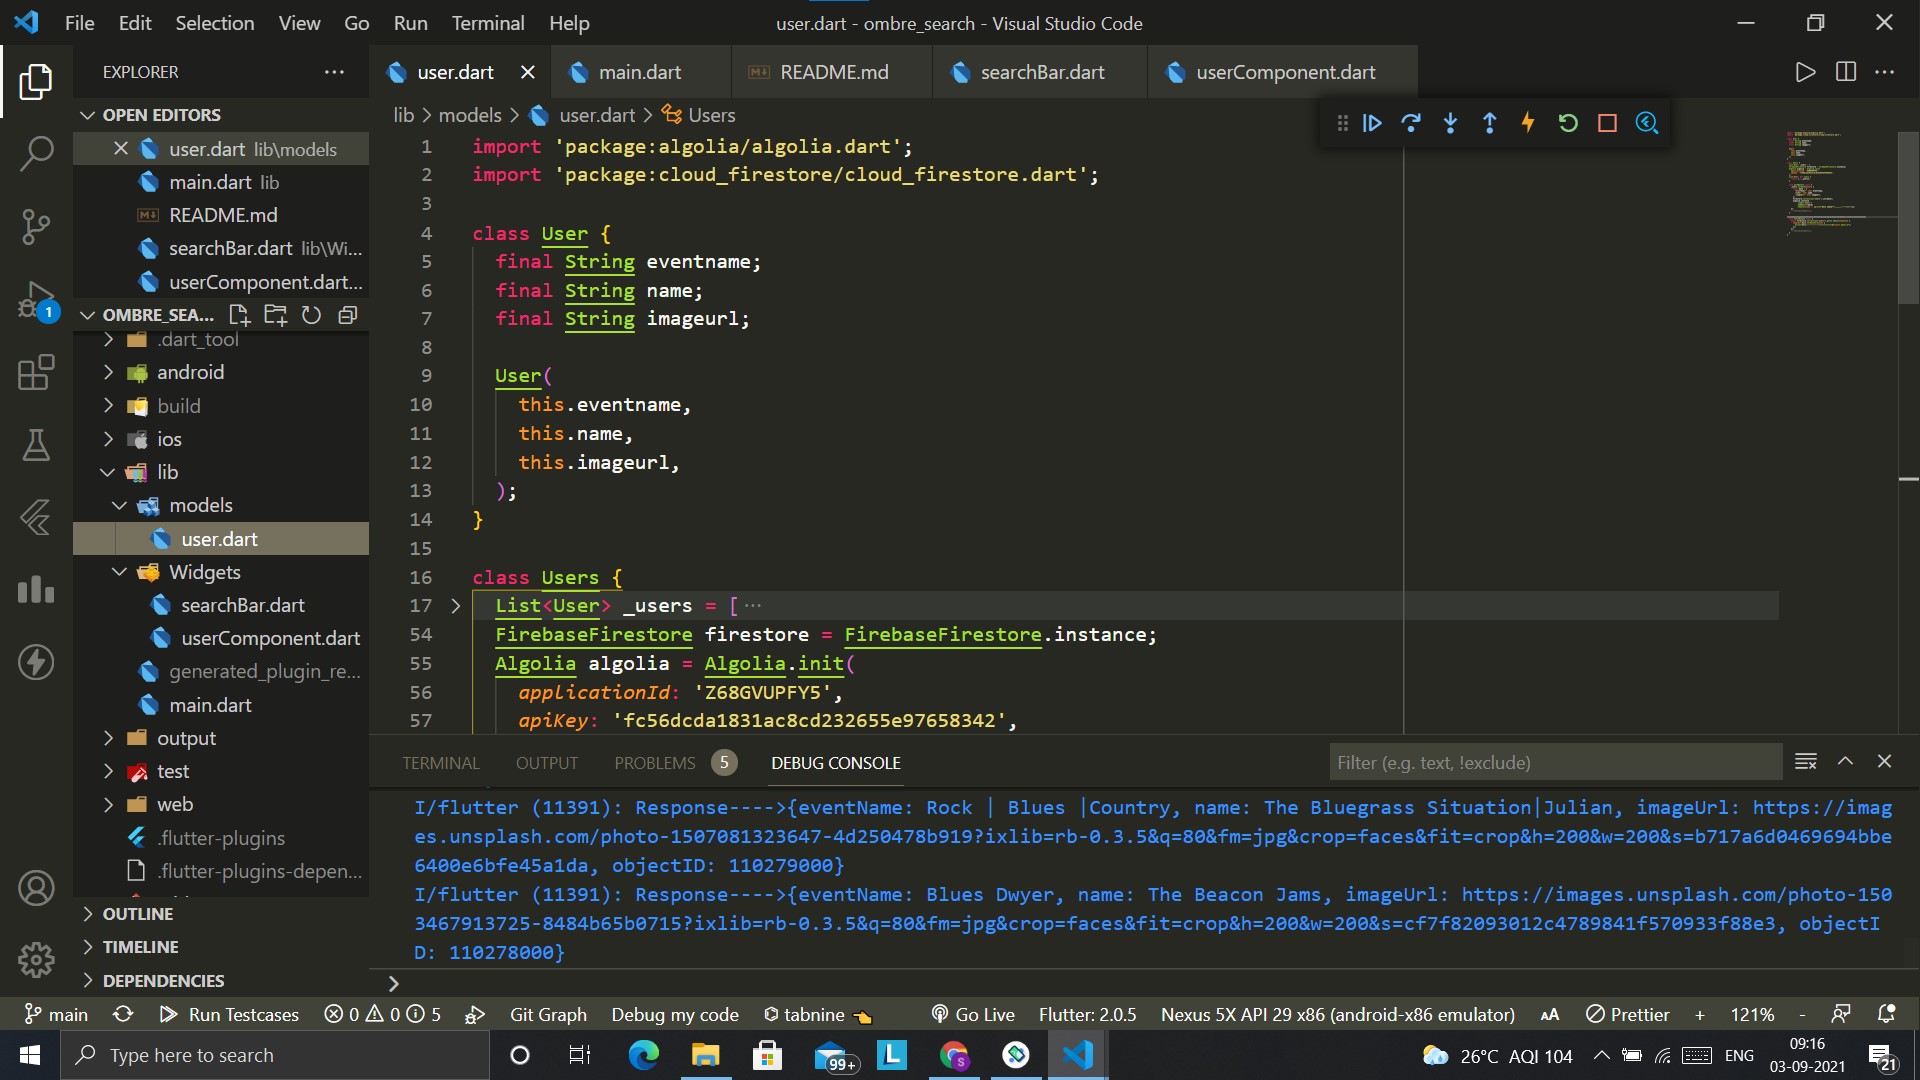 File Edit Selection View Go Run Terminal Help
user.dart - ombre_search - Visual Studio Code
EXPLORER
OPEN EDITORS
user.dart lib\models
main.dart lib
README.md
searchBar.dart lib\Wi...
userComponent.dart...
1
OMBRE_SEA...
.dart_tool
android
build
ios
lib
models
user.dart
Widgets
searchBar.dart
userComponent.dart
generated_plugin_re...
main.dart
output
test
web
.flutter-plugins
.flutter-plugins-depen...
OUTLINE
TIMELINE
DEPENDENCIES
user.dart main.dart README.md searchBar.dart userComponent.dart
lib > models > user.dart > Users
1 import 'package:algolia/algolia.dart';
2 import 'package:cloud_firestore/cloud_firestore.dart';
3
4 class User {
5 final String eventname;
6 final String name;
7 final String imageurl;
8
9 User(
10 this.eventname,
11 this.name,
12 this.imageurl,
13 );
14 }
15
16 class Users {
17 List<User> _users = [ ...
54 FirebaseFirestore firestore = FirebaseFirestore.instance;
55 Algolia algolia = Algolia.init(
56 applicationId: 'Z68GVUPFY5',
57 apiKey: 'fc56dcda1831ac8cd232655e97658342',
TERMINAL OUTPUT PROBLEMS 5 DEBUG CONSOLE
Filter (e.g. text, !exclude)
I/flutter (11391): Response---->{eventName: Rock | Blues |Country, name: The Bluegrass Situation|Julian, imageUrl: https://imag
es.unsplash.com/photo-1507081323647-4d250478b919?ixlib=rb-0.3.5&q=80&fm=jpg&crop=faces&fit=crop&h=200&w=200&s=b717a6d0469694bbe
6400e6bfe45a1da, objectID: 110279000}
I/flutter (11391): Response---->{eventName: Blues Dwyer, name: The Beacon Jams, imageUrl: https://images.unsplash.com/photo-150
3467913725-8484b65b0715?ixlib=rb-0.3.5&q=80&fm=jpg&crop=faces&fit=crop&h=200&w=200&s=cf7f82093012c4789841f570933f88e3, objectI
D: 110278000}
main Run Testcases 0 0 5 Git Graph Debug my code tabnine Go Live Flutter: 2.0.5 Nexus 5X API 29 x86 (android-x86 emulator) AA Prettier + 121% -
Type here to search
99+
L
S
26°C AQI 104
ENG
09:16
03-09-2021
21